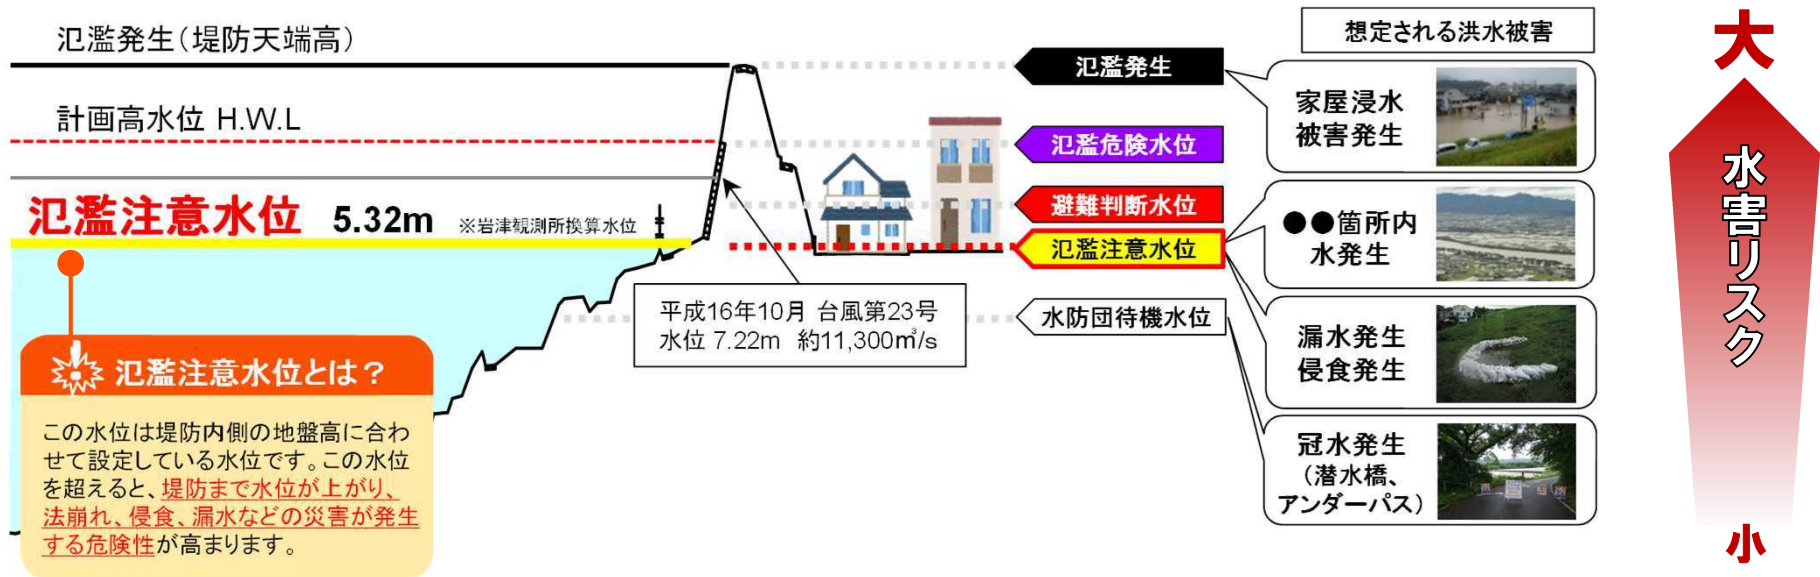 氾濫発生（堤防天端高）
計画高水位 H.W.L
氾濫注意水位 5.32m ※岩津観測所換算水位
氾濫注意水位とは？
この水位は堤防内側の地盤高に合わ
せて設定している水位です。この水位
を超えると、堤防まで水位が上がり、
法崩れ、侵食、漏水などの災害が発生
する危険性が高まります。
平成16年10月 台風第23号
水位 7.22m 約11,300㎥/s
氾濫発生
氾濫危険水位
避難判断水位
氾濫注意水位
水防団待機水位
想定される洪水被害
家屋浸水
被害発生
●●箇所内
水発生
漏水発生
侵食発生
冠水発生
（潜水橋、
アンダーパス）
大
水害リスク
小